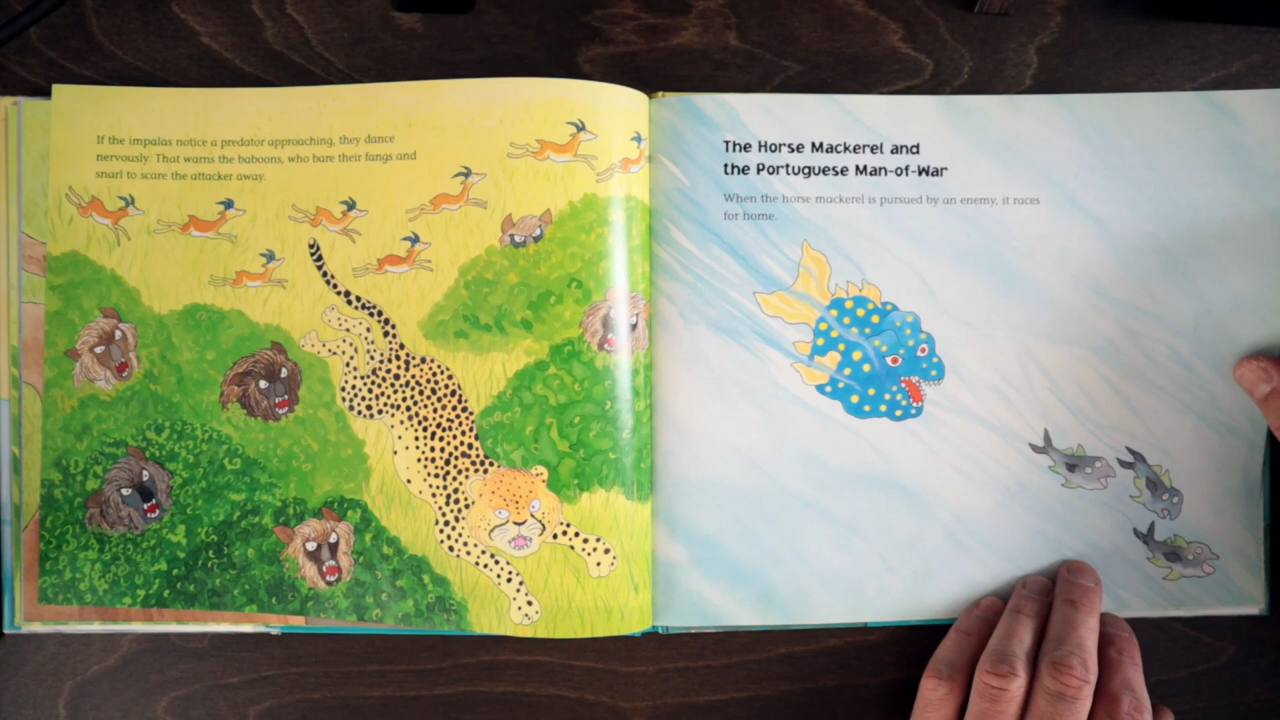 If the impalas notice a predator approaching, they dance
nervously. That warns the baboons, who bare their fangs and
snarl to scare the attacker away.
The Horse Mackerel and
the Portuguese Man-of-War
When the horse mackerel is pursued by an enemy, it races
for home.